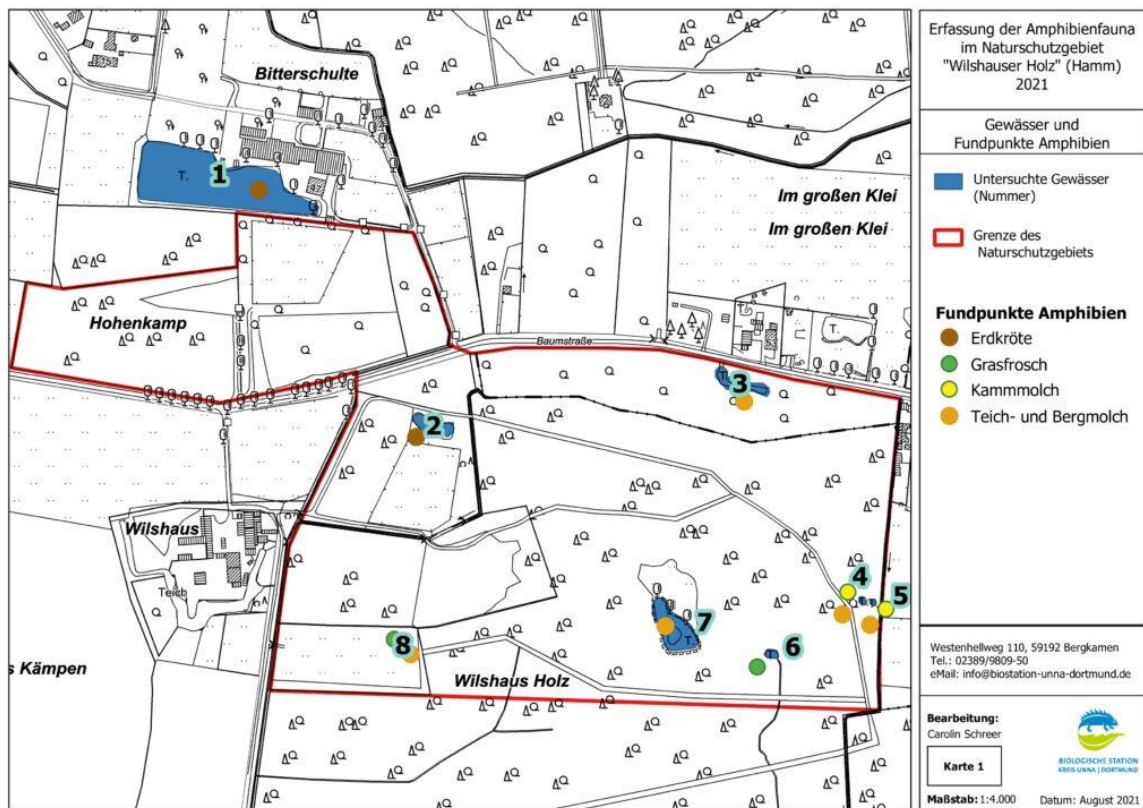 Bitterschulte
1
T.
Im großen Klei
Im großen Klei
Hohenkamp
Baumstraße
T.
T.
3
2
Wilshaus
Teich
4
5
7
T.
6
8
s Kämpen
Wilshaus Holz
Erfassung der Amphibienfauna
im Naturschutzgebiet
"Wilshauser Holz" (Hamm)
2021
Gewässer und
Fundpunkte Amphibien
Untersuchte Gewässer
(Nummer)
Grenze des
Naturschutzgebiets
Fundpunkte Amphibien
Erdkröte
Grasfrosch
Kammmolch
Teich- und Bergmolch
Westenhellweg 110, 59192 Bergkamen
Tel.: 02389/9809-50
eMail: info@biostation-unna-dortmund.de
Bearbeitung:
Carolin Schreer
Karte 1
BIOLOGISCHE STATION
KREIS UNNA | DORTMUND
Maßstab: 1:4.000 Datum: August 2021